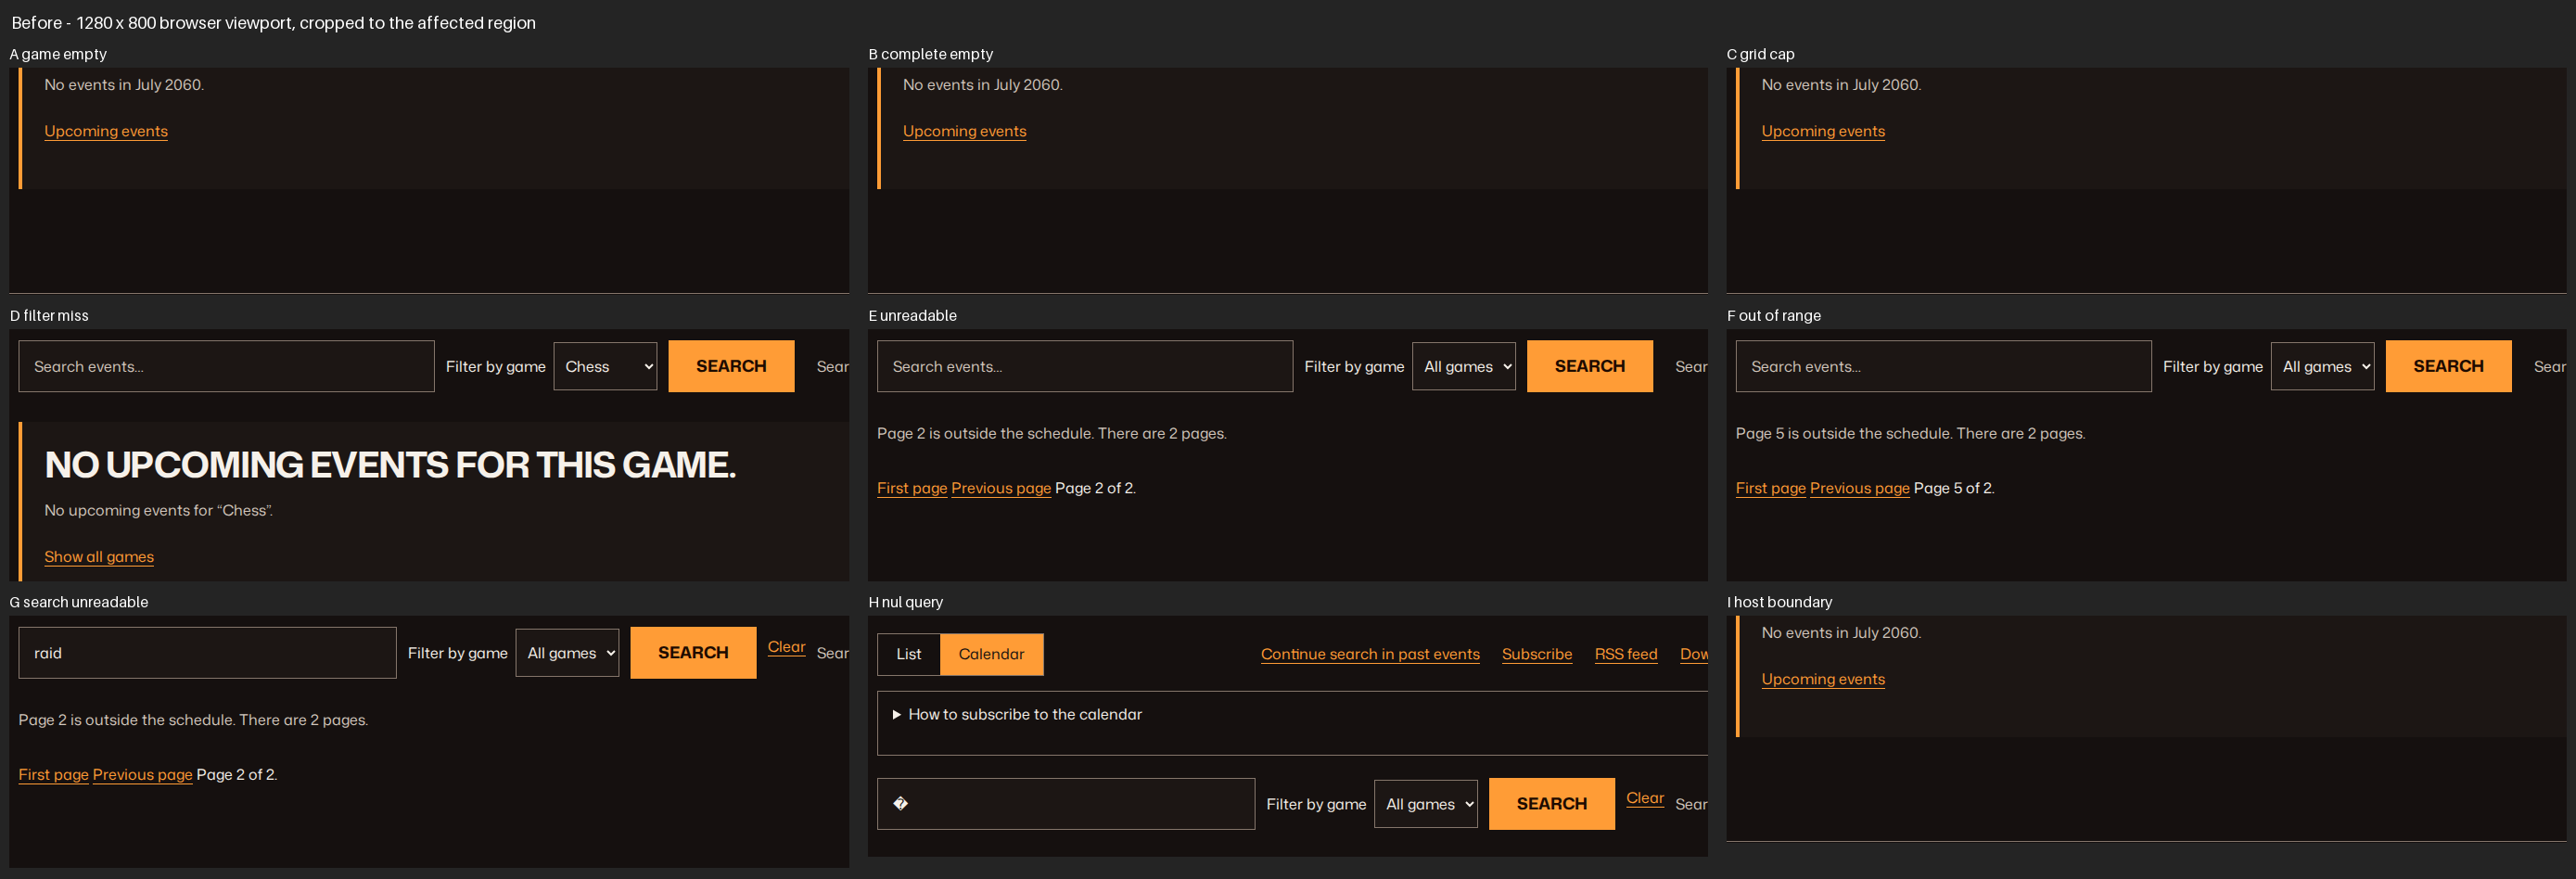 Before - 1280 x 800 browser viewport, cropped to the affected region
A game empty
No events in July 2060.
Upcoming events
B complete empty
No events in July 2060.
Upcoming events
C grid cap
No events in July 2060.
Upcoming events
D filter miss
Search events... Filter by game Chess SEARCH Sear
NO UPCOMING EVENTS FOR THIS GAME.
No upcoming events for “Chess”.
Show all games
E unreadable
Search events... Filter by game All games SEARCH Sear
Page 2 is outside the schedule. There are 2 pages.
First page Previous page Page 2 of 2.
F out of range
Search events... Filter by game All games SEARCH Sear
Page 5 is outside the schedule. There are 2 pages.
First page Previous page Page 5 of 2.
G search unreadable
raid Filter by game All games SEARCH Clear Sear
Page 2 is outside the schedule. There are 2 pages.
First page Previous page Page 2 of 2.
H nul query
List Calendar Continue search in past events Subscribe RSS feed Dow
How to subscribe to the calendar
� Filter by game All games SEARCH Clear Sear
I host boundary
No events in July 2060.
Upcoming events